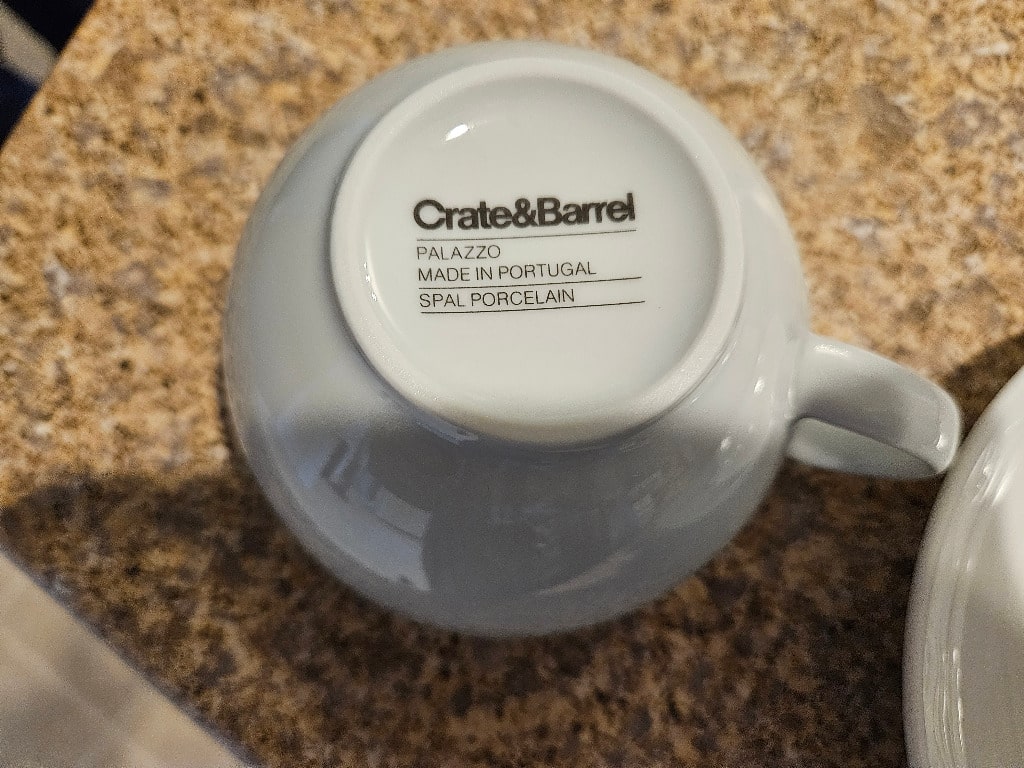 Crate&Barrel
PALAZZO
MADE IN PORTUGAL
SPAL PORCELAIN